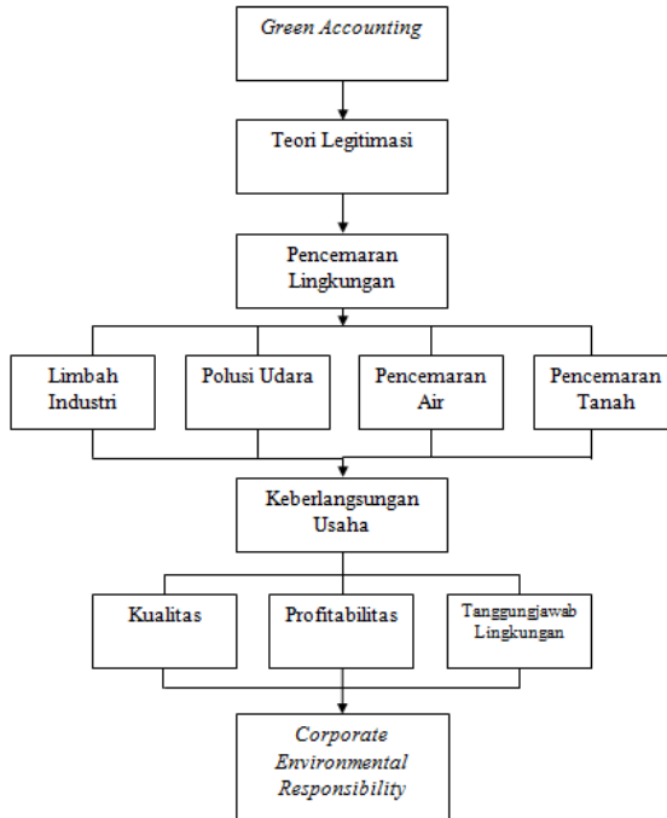 Green Accounting
Teori Legitimasi
Pencemaran
Lingkungan
Limbah
Industri
Polusi Udara
Pencemaran
Air
Pencemaran
Tanah
Keberlangsungan
Usaha
Kualitas
Profitabilitas
Tanggungjawab
Lingkungan
Corporate
Environmental
Responsibility